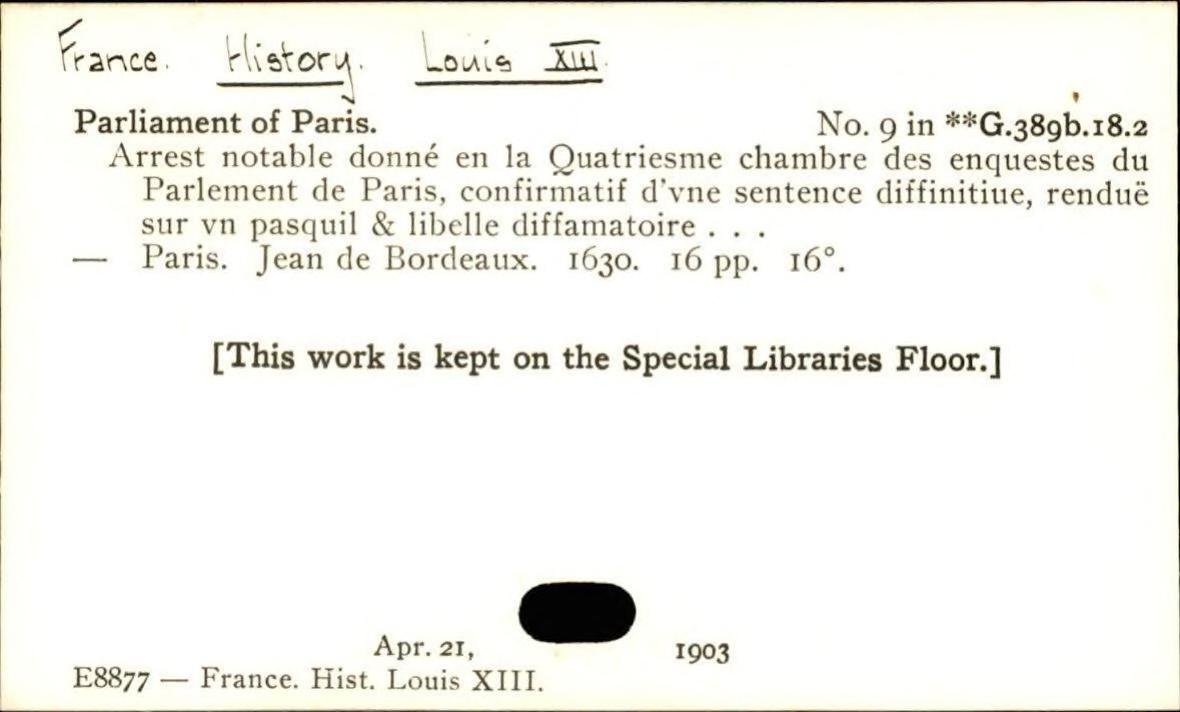 France. History. Louis XIII.
Parliament of Paris. No. 9 in **G.389b.18.2
Arrest notable donné en la Quatriesme chambre des enquestes du
Parlement de Paris, confirmatif d'vne sentence diffinitiue, renduë
sur vn pasquil & libelle diffamatoire . . .
— Paris. Jean de Bordeaux. 1630. 16 pp. 16°.
[This work is kept on the Special Libraries Floor.]
Apr. 21, 1903
E8877 — France. Hist. Louis XIII.